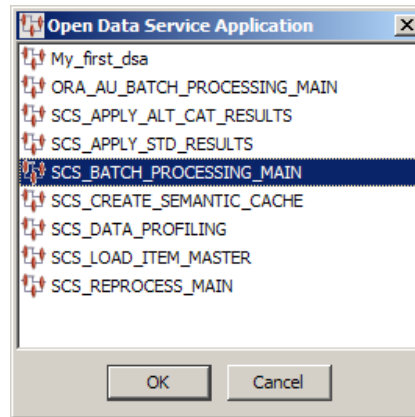 Open Data Service Application
My_first_dsa
ORA_AU_BATCH_PROCESSING_MAIN
SCS_APPLY_ALT_CAT_RESULTS
SCS_APPLY_STD_RESULTS
SCS_BATCH_PROCESSING_MAIN
SCS_CREATE_SEMANTIC_CACHE
SCS_DATA_PROFILING
SCS_LOAD_ITEM_MASTER
SCS_REPROCESS_MAIN
OK Cancel